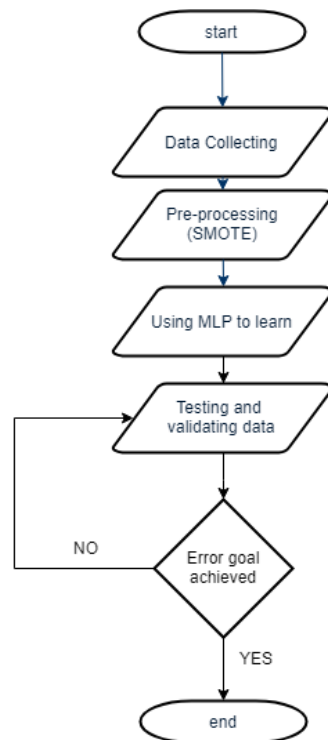 start
Data Collecting
Pre-processing
(SMOTE)
Using MLP to learn
Testing and
validating data
NO
Error goal
achieved
YES
end